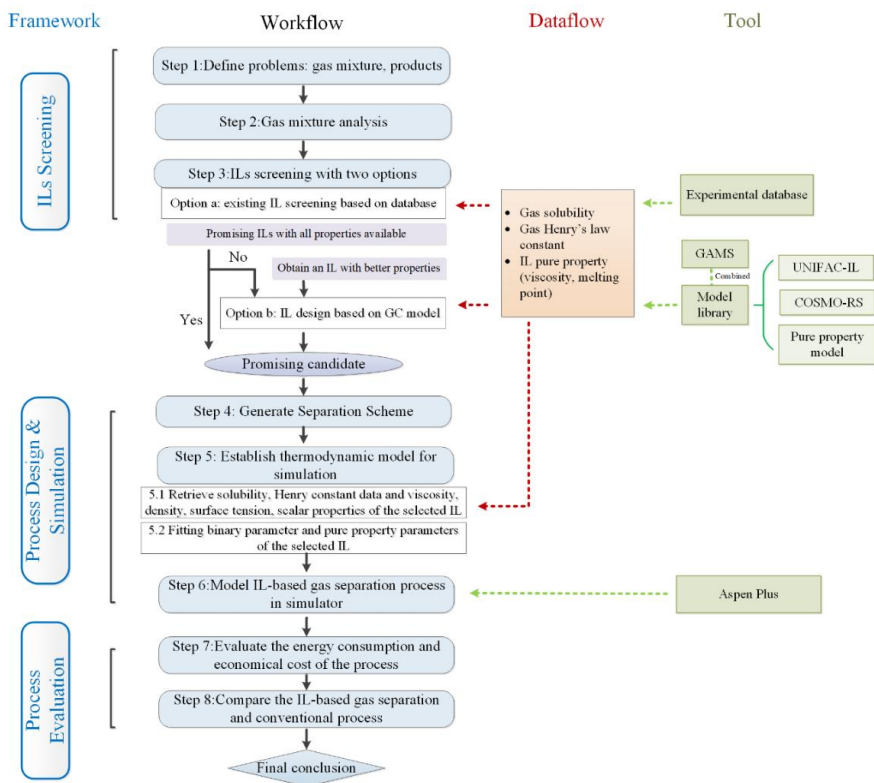 Framework
Workflow
Dataflow
Tool
ILs Screening
Step 1:Define problems: gas mixture, products
Step 2:Gas mixture analysis
Step 3:ILs screening with two options
Option a: existing IL screening based on database
Promising ILs with all properties available
No
Obtain an IL with better properties
Yes
Option b: IL design based on GC model
Promising candidate
• Gas solubility
• Gas Henry's law
constant
• IL pure property
(viscosity, melting
point)
Experimental database
GAMS
Combined
Model
library
UNIFAC-IL
COSMO-RS
Pure property
model
Process Design &
Simulation
Step 4: Generate Separation Scheme
Step 5: Establish thermodynamic model for
simulation
5.1 Retrieve solubility, Henry constant data and viscosity,
density, surface tension, scalar properties of the selected IL
5.2 Fitting binary parameter and pure property parameters
of the selected IL
Step 6:Model IL-based gas separation process
in simulator
Aspen Plus
Process
Evaluation
Step 7:Evaluate the energy consumption and
economical cost of the process
Step 8:Compare the IL-based gas separation
and conventional process
Final conclusion